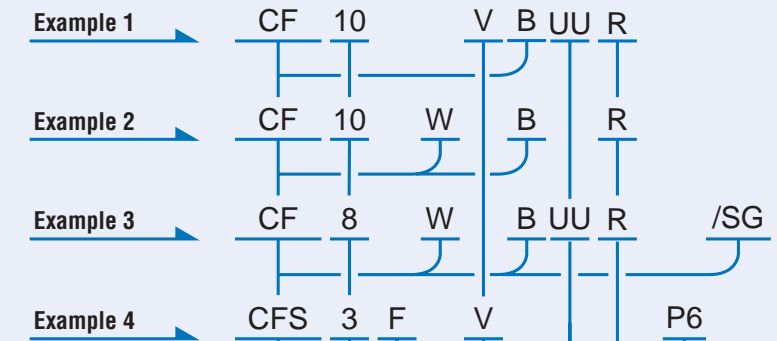 Example 1 CF 10 V B UU R
Example 2 CF 10 W B R
Example 3 CF 8 W B UU R /SG
Example 4 CFS 3 F V P6